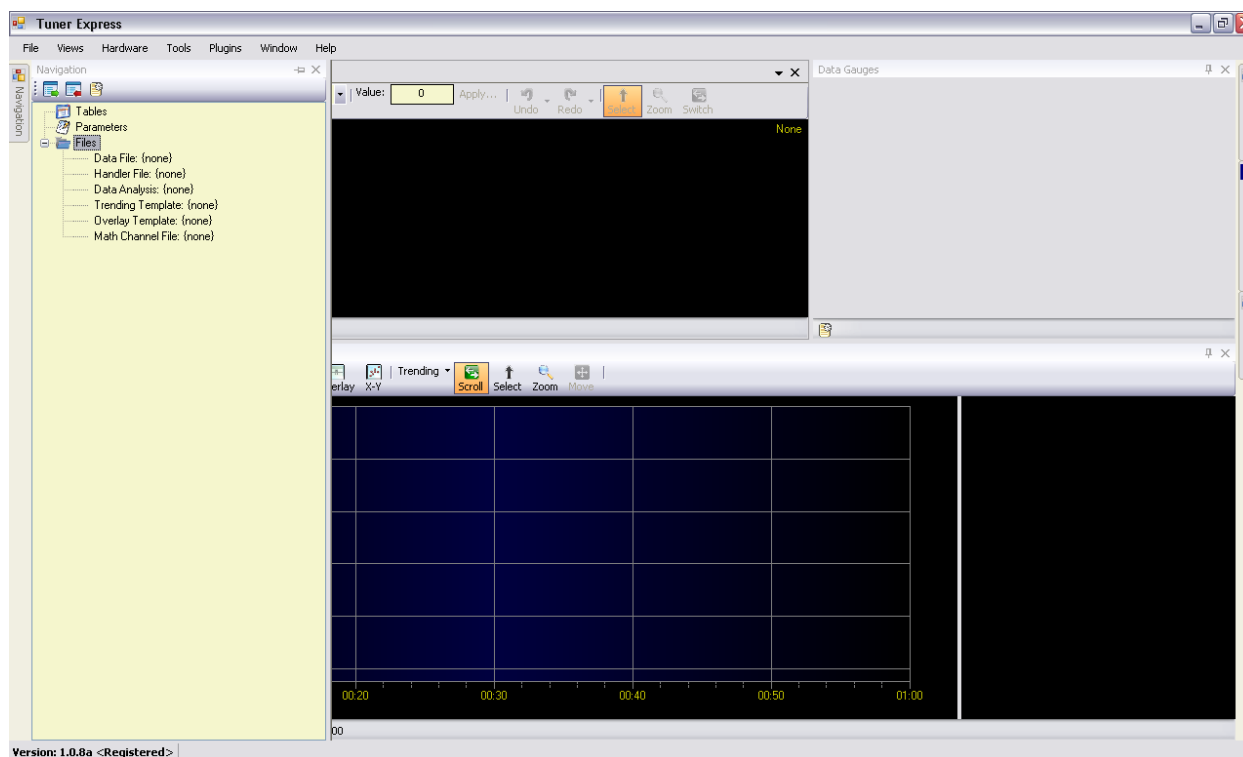 Tuner Express
File Views Hardware Tools Plugins Window Help
Navigation
Navigation
Data Gauges
Value: 0 Apply... Undo Redo Select Zoom Switch
None
Tables
Parameters
Files
Data File: {none}
Handler File: {none}
Data Analysis: {none}
Trending Template: {none}
Overlay Template: {none}
Math Channel File: {none}
Trending
erlay X-Y Scroll Select Zoom Move
00:20 00:30 00:40 00:50 01:00
00
Version: 1.0.8a <Registered>